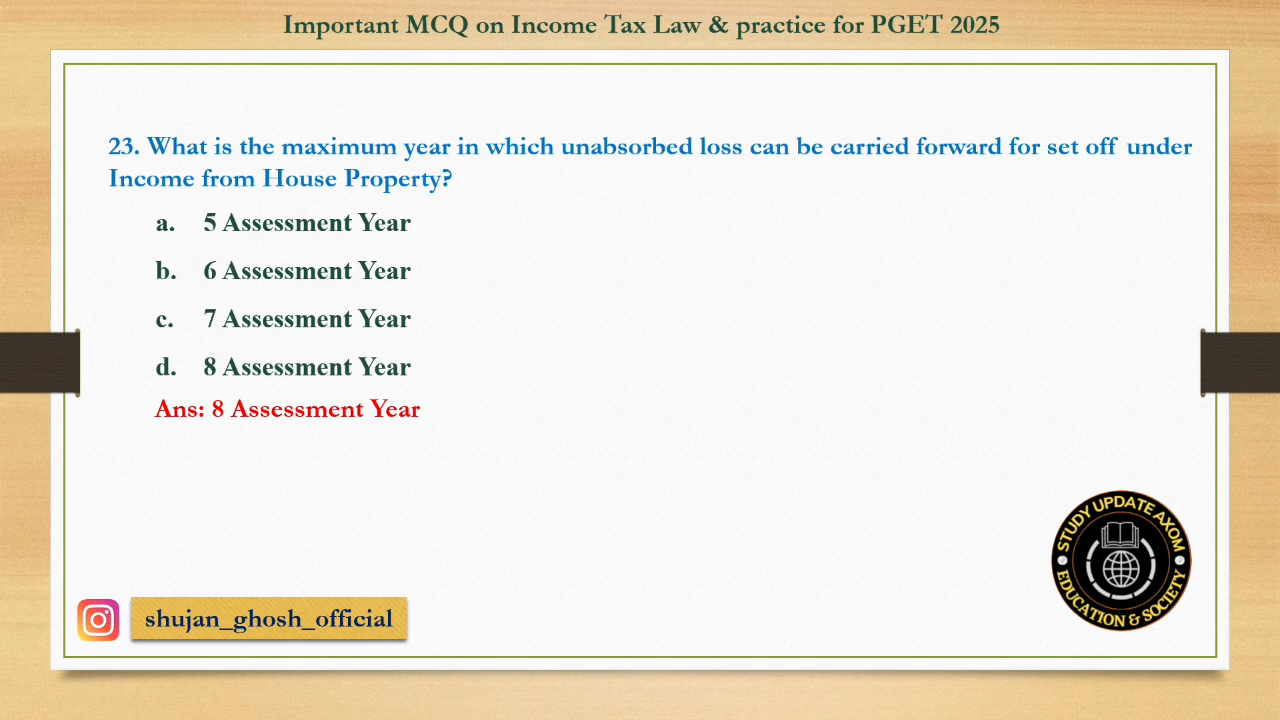 Important MCQ on Income Tax Law & practice for PGET 2025
23. What is the maximum year in which unabsorbed loss can be carried forward for set off under
Income from House Property?
a. 5 Assessment Year
b. 6 Assessment Year
c. 7 Assessment Year
d. 8 Assessment Year
Ans: 8 Assessment Year
STUDY UPDATE AXOM
EDUCATION & SOCIETY
shujan_ghosh_official